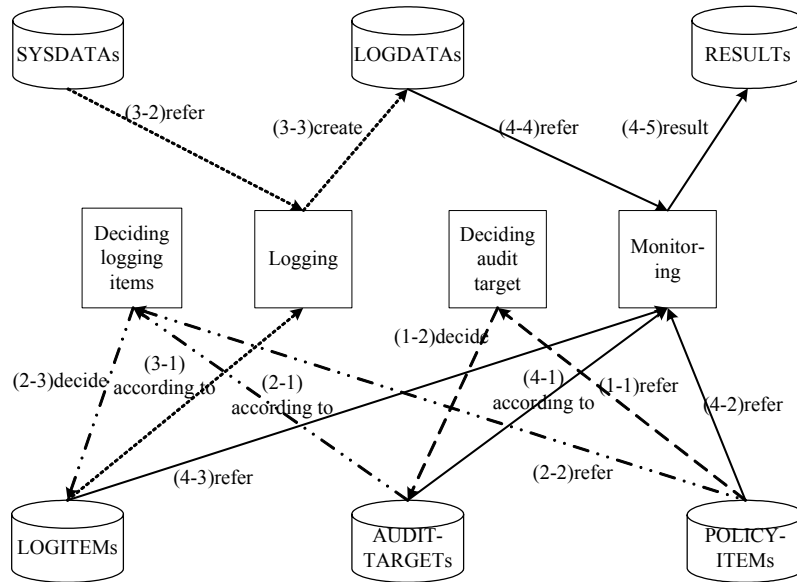 SYSDATAs
LOGDATAs
RESULTs
(3-2)refer
(3-3)create
(4-4)refer
(4-5)result
Deciding
logging
items
Logging
Deciding
audit
target
Monitor-
ing
(2-3)decide
(3-1)
according to
(2-1)
according to
(1-2)decide
(4-1)
according to
(1-1)refer
(4-2)refer
(4-3)refer
(2-2)refer
LOGITEMs
AUDIT-
TARGETs
POLICY-
ITEMs